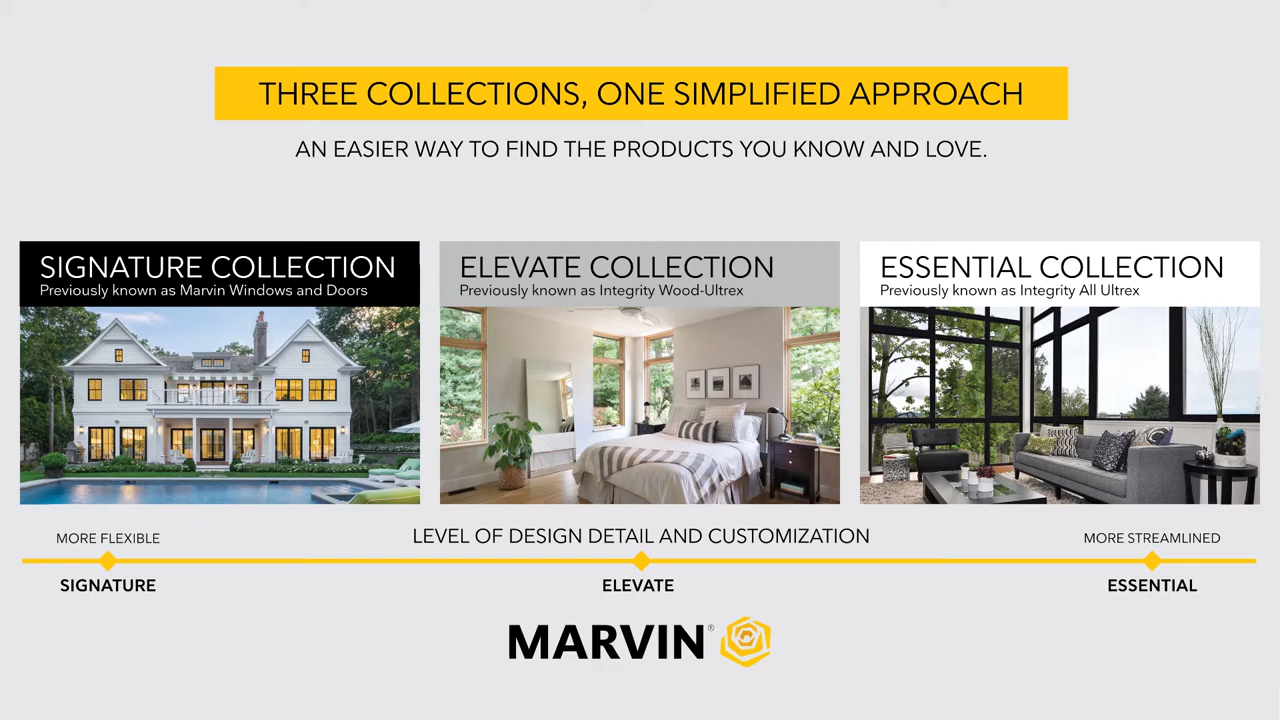 THREE COLLECTIONS, ONE SIMPLIFIED APPROACH
AN EASIER WAY TO FIND THE PRODUCTS YOU KNOW AND LOVE.
SIGNATURE COLLECTION
Previously known as Marvin Windows and Doors
ELEVATE COLLECTION
Previously known as Integrity Wood-Ultrex
ESSENTIAL COLLECTION
Previously known as Integrity All Ultrex
LEVEL OF DESIGN DETAIL AND CUSTOMIZATION
MORE FLEXIBLE
MORE STREAMLINED
SIGNATURE
ELEVATE
ESSENTIAL
MARVIN®